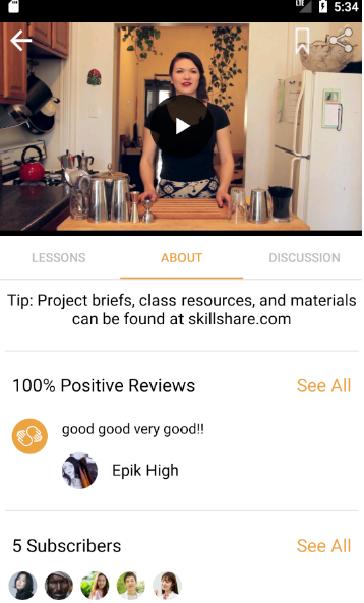 LTE 5:34
LESSONS ABOUT DISCUSSION
Tip: Project briefs, class resources, and materials
can be found at skillshare.com
100% Positive Reviews See All
good good very good!!
Epik High
5 Subscribers See All